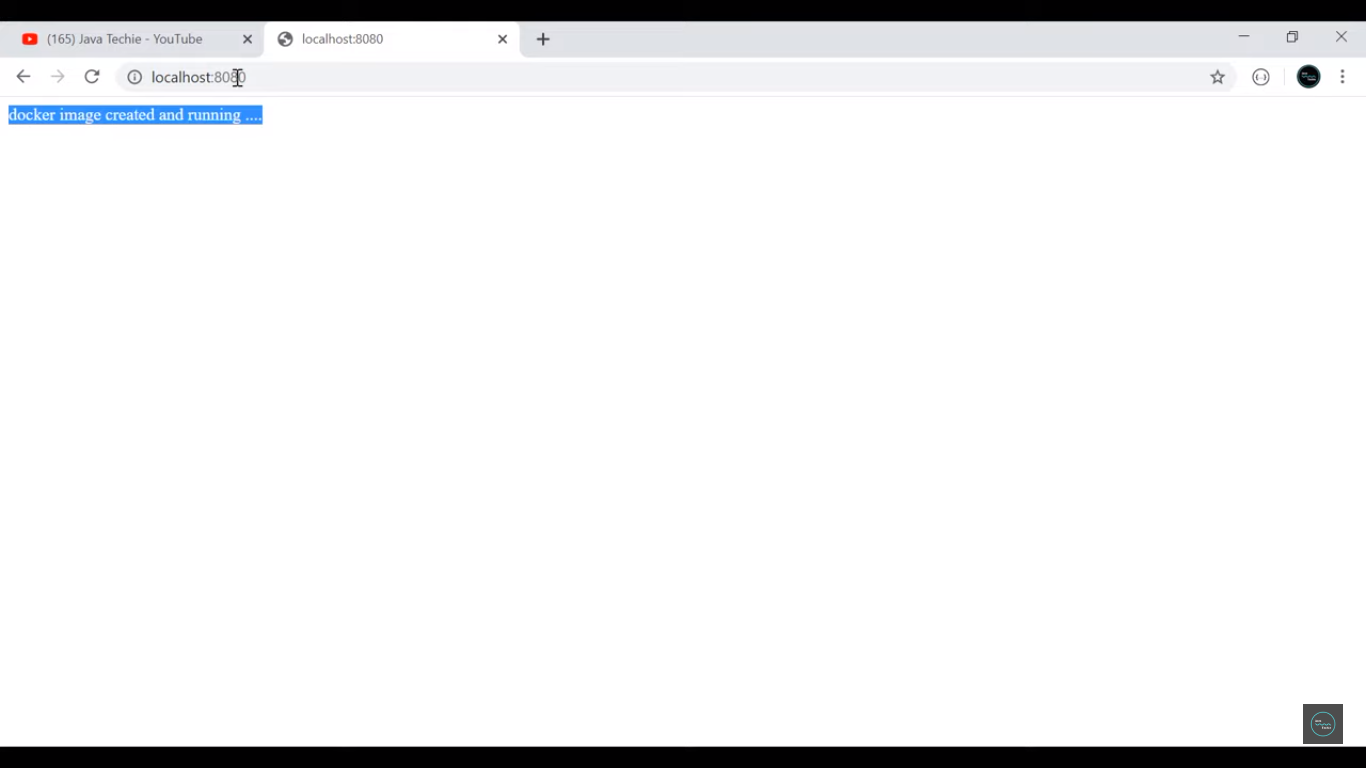 (165) Java Techie - YouTube
localhost:8080
localhost:8080
docker image created and running ....